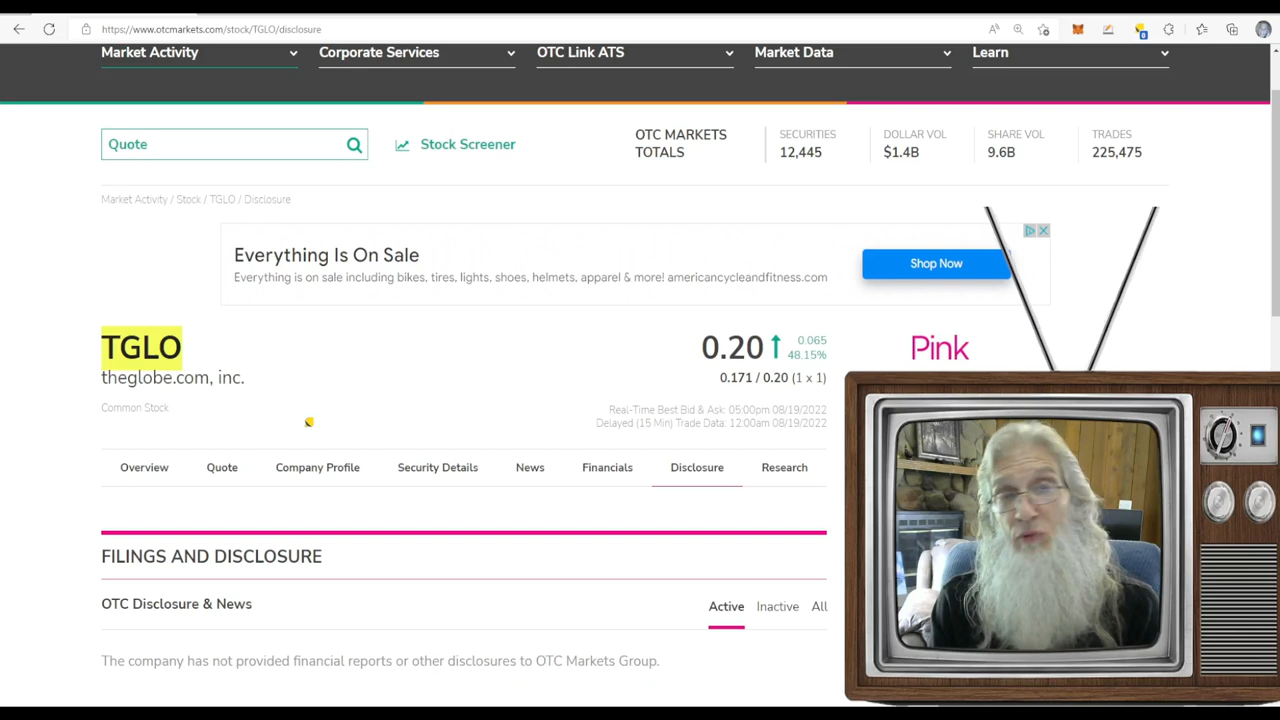 https://www.otcmarkets.com/stock/TGLO/disclosure
Market Activity
Corporate Services
OTC Link ATS
Market Data
Learn
Quote
Stock Screener
OTC MARKETS
TOTALS
SECURITIES
12,445
DOLLAR VOL
$1.4B
SHARE VOL
9.6B
TRADES
225,475
Market Activity / Stock / TGLO / Disclosure
Everything Is On Sale
Everything is on sale including bikes, tires, lights, shoes, helmets, apparel & more! americancycleandfitness.com
Shop Now
TGLO
theglobe.com, inc.
Common Stock
0.20
0.065
48.15%
0.171 / 0.20 (1 x 1)
Pink
Real-Time Best Bid & Ask: 05:00pm 08/19/2022
Delayed (15 Min) Trade Data: 12:00am 08/19/2022
Overview
Quote
Company Profile
Security Details
News
Financials
Disclosure
Research
FILINGS AND DISCLOSURE
OTC Disclosure & News
Active
Inactive
All
The company has not provided financial reports or other disclosures to OTC Markets Group.